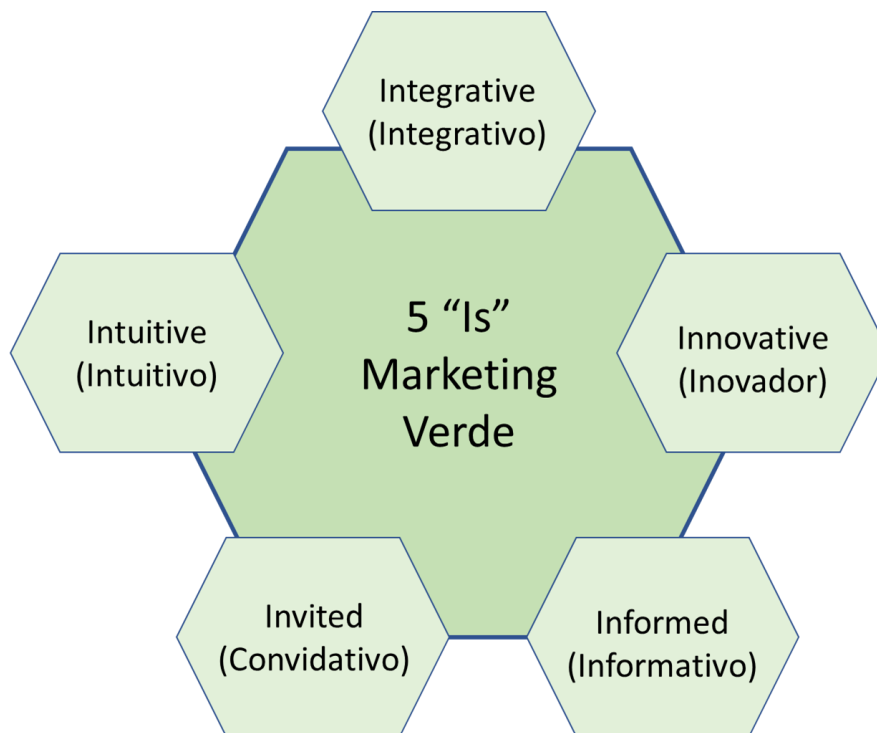 Integrative
(Integrativo)
Intuitive
(Intuitivo)
5 “Is”
Marketing
Verde
Innovative
(Inovador)
Invited
(Convidativo)
Informed
(Informativo)